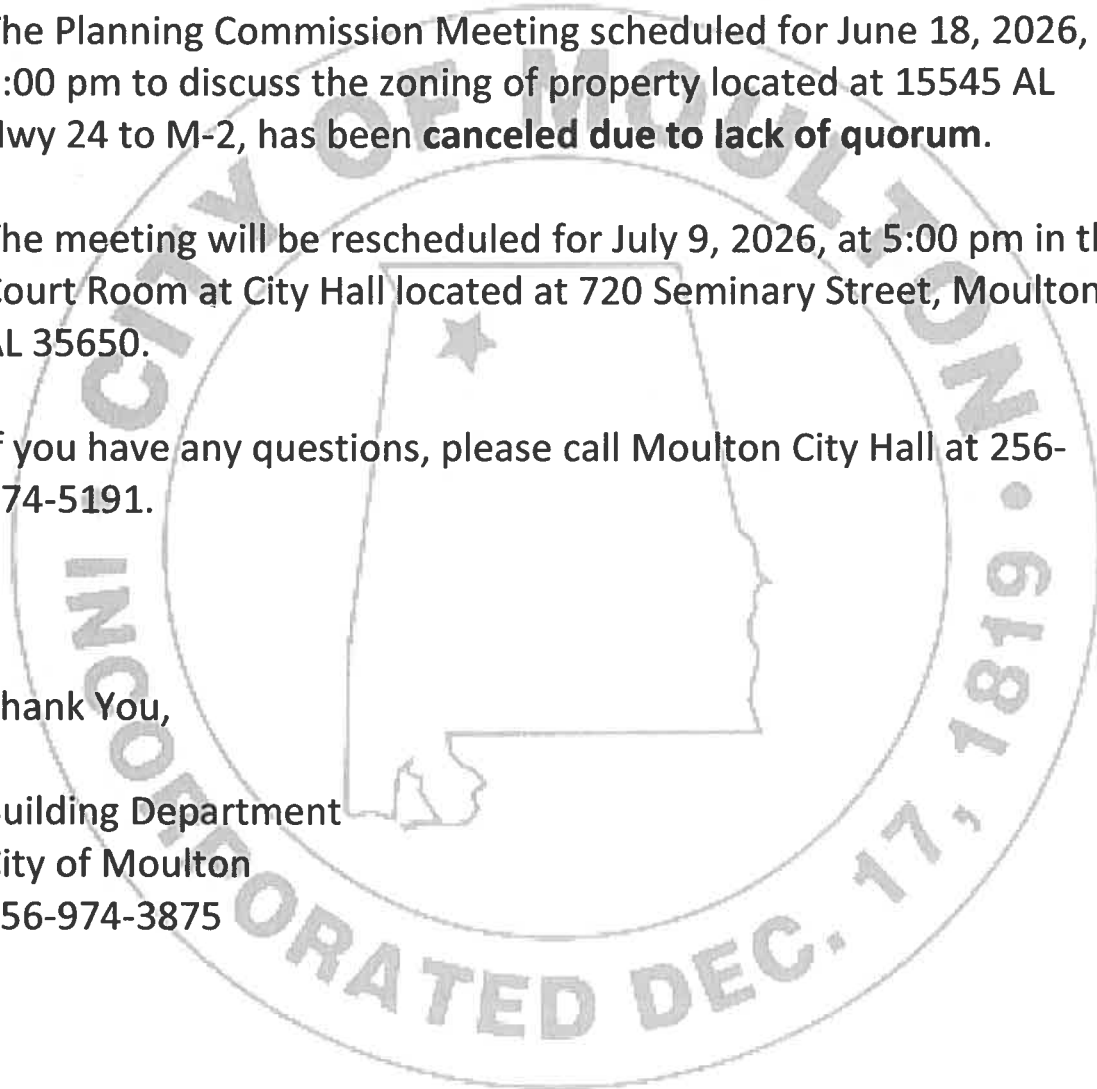 he Planning Commission Meeting scheduled for June 18, 2026,
:00 pm to discuss the zoning of property located at 15545 AL
wy 24 to M-2, has been canceled due to lack of quorum.
he meeting will be rescheduled for July 9, 2026, at 5:00 pm in th
ourt Room at City Hall located at 720 Seminary Street, Moulton
AL 35650.
f you have any questions, please call Moulton City Hall at 256-
74-5191.
hank You,
uilding Department
ity of Moulton
56-974-3875
CITY OF MOULTON
INCORPORATED DEC. 17, 1819